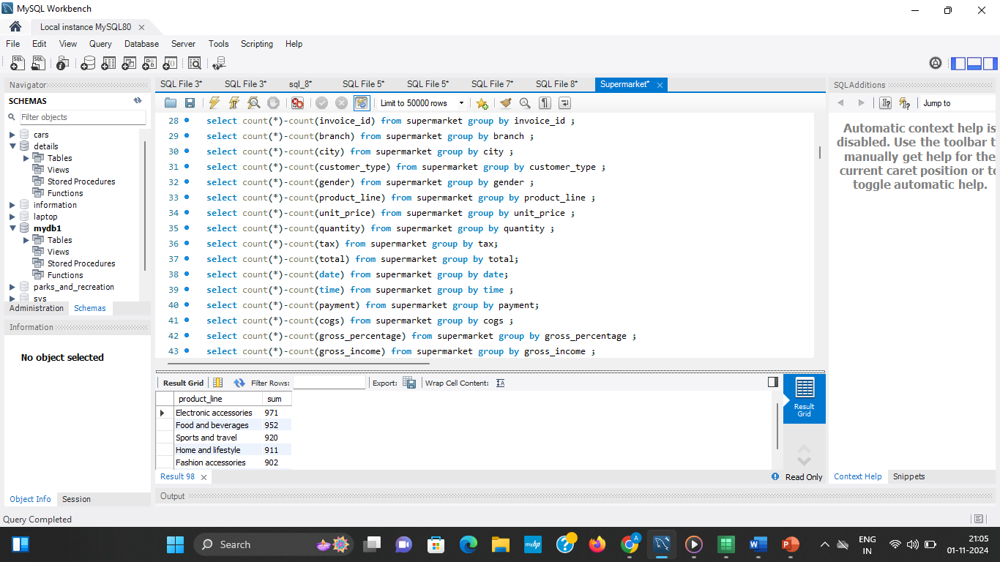 MySQL Workbench
Local instance MySQL80
File Edit View Query Database Server Tools Scripting Help
Navigator
SCHEMAS
Filter objects
cars
details
Tables
Views
Stored Procedures
Functions
information
laptop
mydb1
Tables
Views
Stored Procedures
Functions
parks_and_recreation
sys
Administration Schemas
Information
No object selected
Object Info Session
SQL File 3* SQL File 3* sql_8* SQL File 5* SQL File 5* SQL File 7* SQL File 8* Supermarket*
Limit to 50000 rows
28 select count(*)-count(invoice_id) from supermarket group by invoice_id ;
29 select count(*)-count(branch) from supermarket group by branch ;
30 select count(*)-count(city) from supermarket group by city ;
31 select count(*)-count(customer_type) from supermarket group by customer_type ;
32 select count(*)-count(gender) from supermarket group by gender ;
33 select count(*)-count(product_line) from supermarket group by product_line ;
34 select count(*)-count(unit_price) from supermarket group by unit_price ;
35 select count(*)-count(quantity) from supermarket group by quantity ;
36 select count(*)-count(tax) from supermarket group by tax;
37 select count(*)-count(total) from supermarket group by total;
38 select count(*)-count(date) from supermarket group by date;
39 select count(*)-count(time) from supermarket group by time ;
40 select count(*)-count(payment) from supermarket group by payment;
41 select count(*)-count(cogs) from supermarket group by cogs ;
42 select count(*)-count(gross_percentage) from supermarket group by gross_percentage ;
43 select count(*)-count(gross_income) from supermarket group by gross_income ;
Result Grid Filter Rows: Export: Wrap Cell Content:
product_line sum
Electronic accessories 971
Food and beverages 952
Sports and travel 920
Home and lifestyle 911
Fashion accessories 902
Result
Grid
Result 98
Read Only
Output
SQLAdditions
Jump to
Automatic context help is
disabled. Use the toolbar t
manually get help for the
current caret position or to
toggle automatic help.
Context Help Snippets
Query Completed
Search
ENG
IN
21:05
01-11-2024